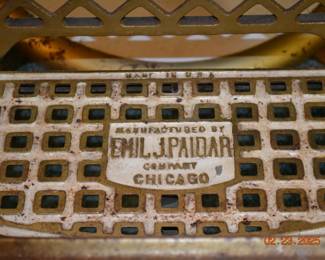 MADE IN U.S.A.
MANUFACTURED BY
EMIL J. PAIDAR
COMPANY
CHICAGO
02.23.2025